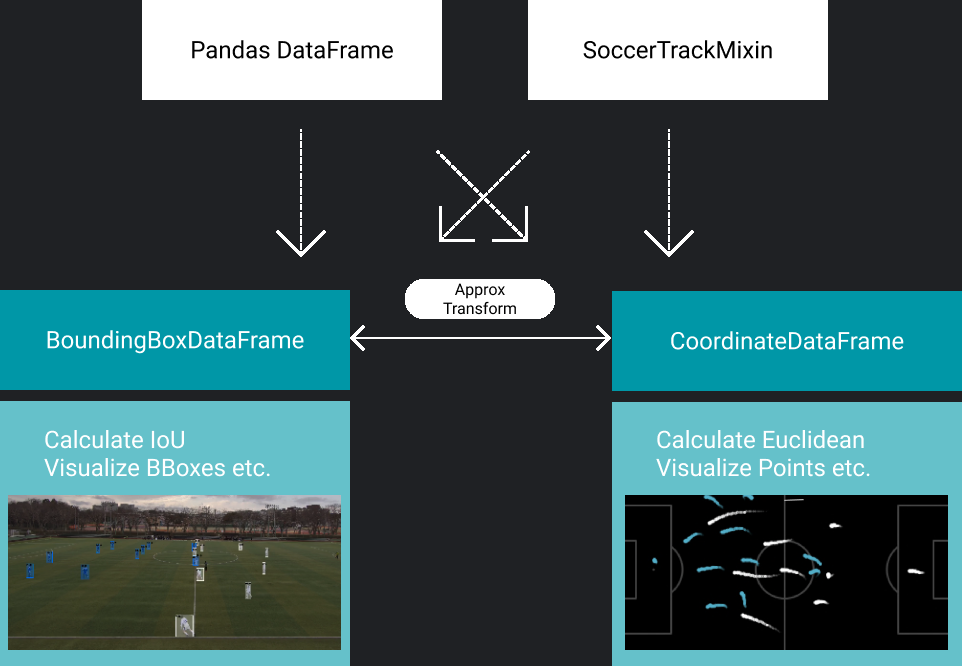 Pandas DataFrame
SoccerTrackMixin
Approx
Transform
BoundingBoxDataFrame
CoordinateDataFrame
Calculate IoU
Visualize BBoxes etc.
Calculate Euclidean
Visualize Points etc.